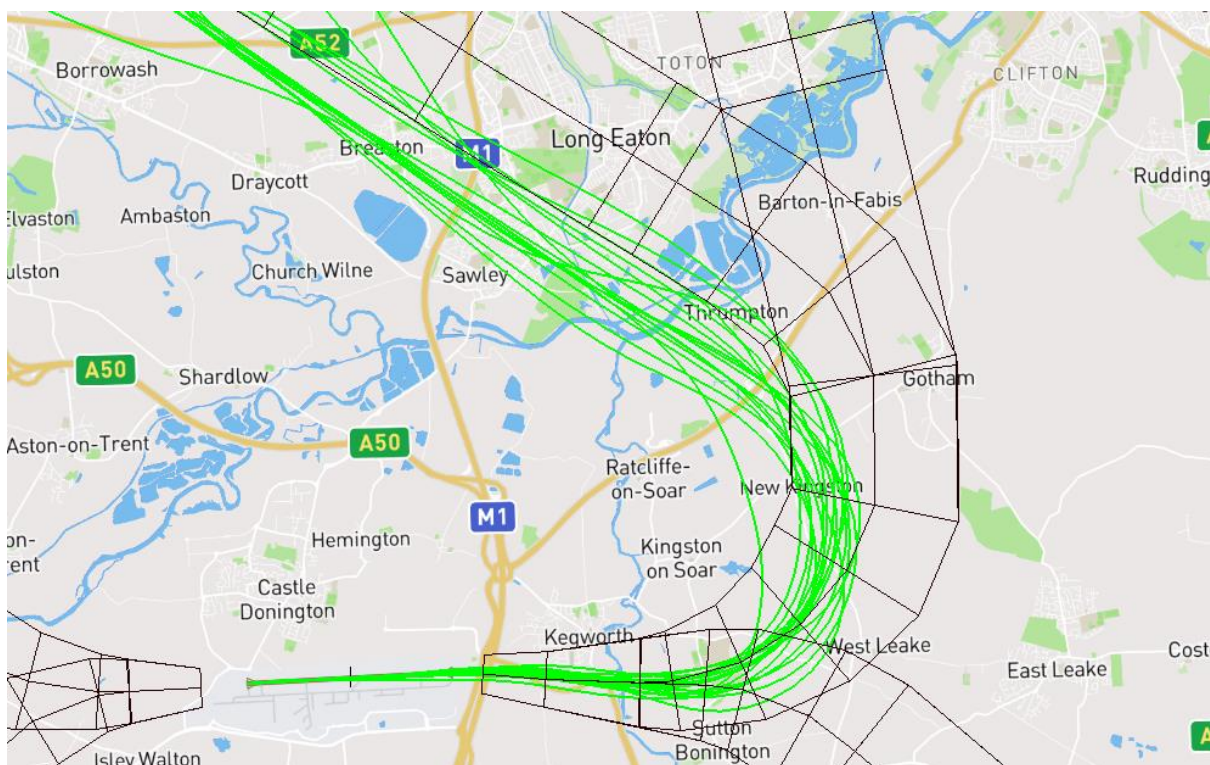 A52
Borrowash
TOTON
CLIFTON
Long Eaton
M1
Breaston
Draycott
Rudding
Elvaston
Ambaston
Barton-In-Fabis
ulston
Church Wilne
Sawley
Thrumpton
A50
Shardlow
Gotham
Aston-on-Trent
A50
Ratcliffe-
on-Soar
New Kingston
M1
on-
rent
Hemington
Kingston
on Soar
Castle
Donington
Kegworth
West Leake
East Leake
Cost
Sutton
Bonington
Isley Walton
A
A